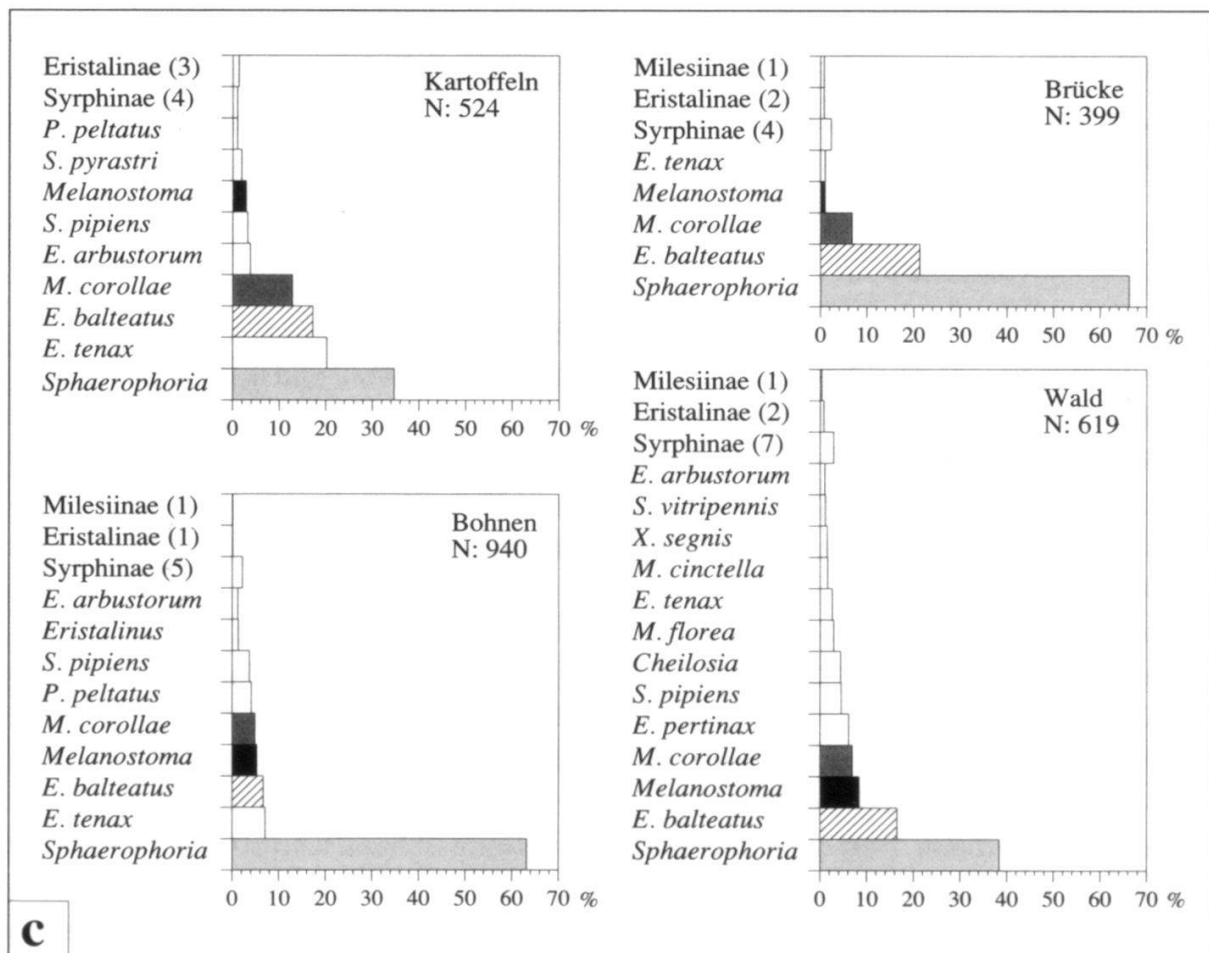 Eristalinae (3)
Syrphinae (4)
P. peltatus
S. pyrastri
Melanostoma
S. pipiens
E. arbustorum
M. corollae
E. balteatus
E. tenax
Sphaerophoria
Kartoffeln
N: 524
0 10 20 30 40 50 60 70 %
Milesiinae (1)
Eristalinae (1)
Syrphinae (5)
E. arbustorum
Eristalinus
S. pipiens
P. peltatus
M. corollae
Melanostoma
E. balteatus
E. tenax
Sphaerophoria
Bohnen
N: 940
0 10 20 30 40 50 60 70 %
Milesiinae (1)
Eristalinae (2)
Syrphinae (4)
E. tenax
Melanostoma
M. corollae
E. balteatus
Sphaerophoria
Brücke
N: 399
0 10 20 30 40 50 60 70 %
Milesiinae (1)
Eristalinae (2)
Syrphinae (7)
E. arbustorum
S. vitripennis
X. segnis
M. cinctella
E. tenax
M. florea
Cheilosia
S. pipiens
E. pertinax
M. corollae
Melanostoma
E. balteatus
Sphaerophoria
Wald
N: 619
0 10 20 30 40 50 60 70 %
c